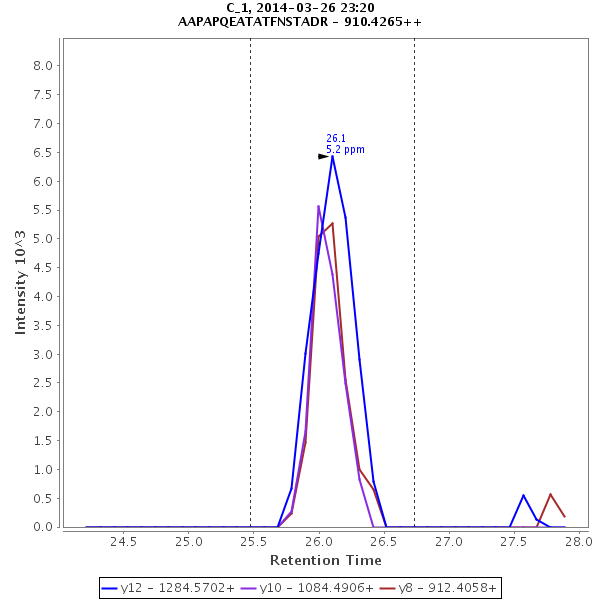 C_1, 2014-03-26 23:20
AAPAPQEATATFNSTADR - 910.4265++
26.1
5.2 ppm
Intensity 10^3
8.0
7.5
7.0
6.5
6.0
5.5
5.0
4.5
4.0
3.5
3.0
2.5
2.0
1.5
1.0
0.5
0.0
24.5 25.0 25.5 26.0 26.5 27.0 27.5 28.0
Retention Time
y12 - 1284.5702+ y10 - 1084.4906+ y8 - 912.4058+